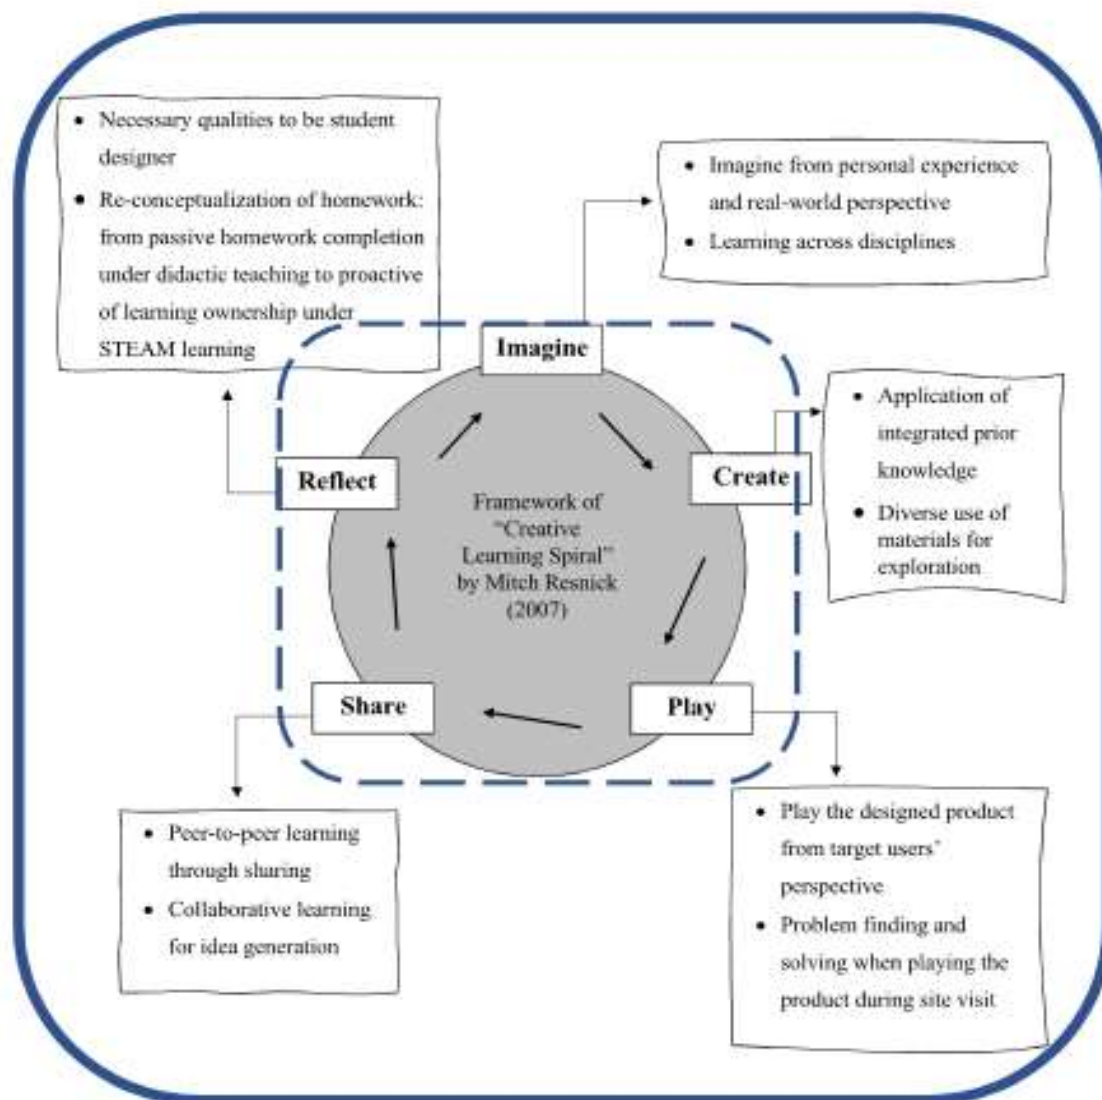 • Necessary qualities to be student
designer
• Re-conceptualization of homework:
from passive homework completion
under didactic teaching to proactive
of learning ownership under
STEAM learning
• Imagine from personal experience
and real-world perspective
• Learning across disciplines
Imagine
• Application of
integrated prior
knowledge
• Diverse use of
materials for
exploration
Create
Reflect
Framework of
“Creative
Learning Spiral”
by Mitch Resnick
(2007)
Share
Play
• Peer-to-peer learning
through sharing
• Collaborative learning
for idea generation
• Play the designed product
from target users’
perspective
• Problem finding and
solving when playing the
product during site visit